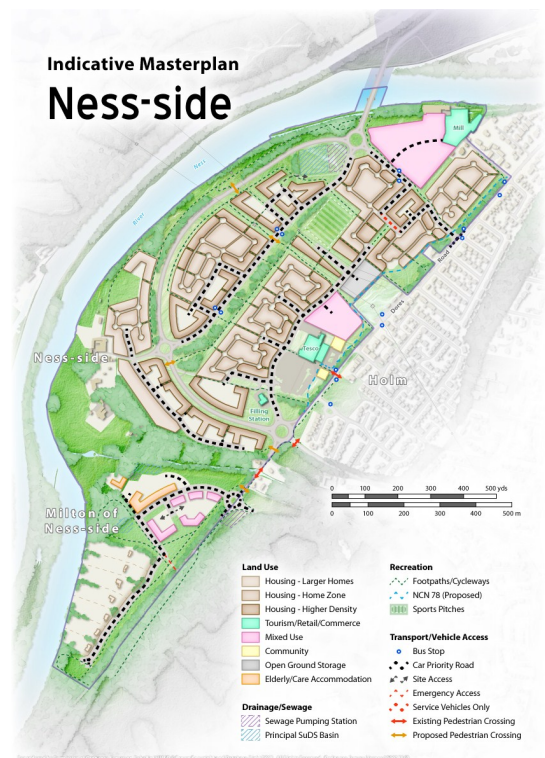 Indicative Masterplan
Ness-side
Mill
Ness
River
Dores Road
Ness-side
Tesco
Holm
Filling
Station
Milton of
Ness-side
0 100 200 300 400 500 yds
0 100 200 300 400 500 m
Land Use
Housing - Larger Homes
Housing - Home Zone
Housing - Higher Density
Tourism/Retail/Commerce
Mixed Use
Community
Open Ground Storage
Elderly/Care Accommodation
Drainage/Sewage
Sewage Pumping Station
Principal SuDS Basin
Recreation
Footpaths/Cycleways
NCN 78 (Proposed)
Sports Pitches
Transport/Vehicle Access
Bus Stop
Car Priority Road
Site Access
Emergency Access
Service Vehicles Only
Existing Pedestrian Crossing
Proposed Pedestrian Crossing